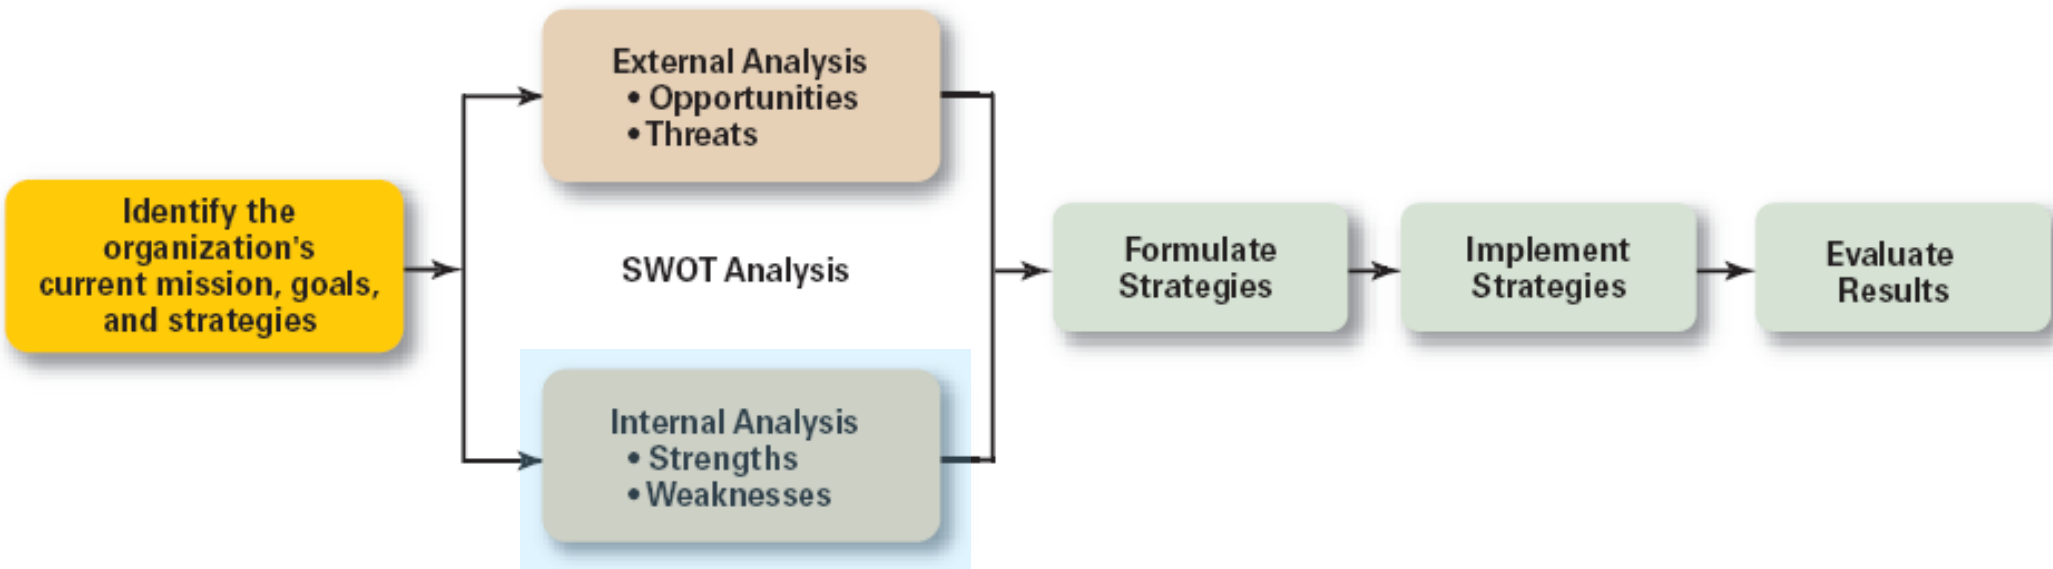 Identify the
organization's
current mission, goals,
and strategies
External Analysis
• Opportunities
• Threats
SWOT Analysis
Internal Analysis
• Strengths
• Weaknesses
Formulate
Strategies
Implement
Strategies
Evaluate
Results